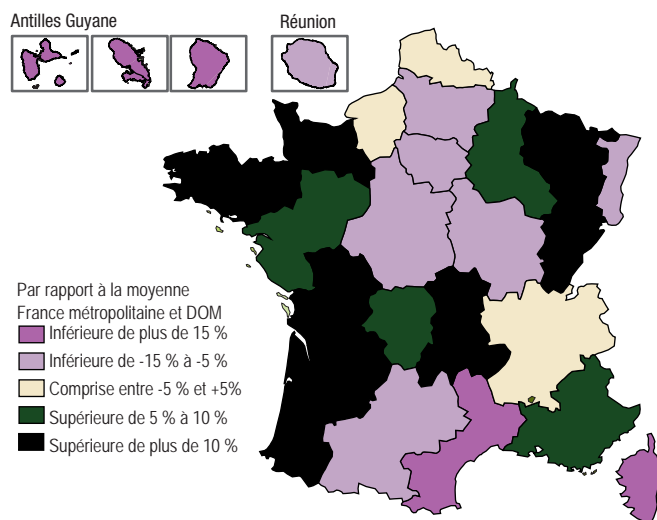 Antilles Guyane
Réunion
Par rapport à la moyenne
France métropolitaine et DOM
Inférieure de plus de 15 %
Inférieure de -15 % à -5 %
Comprise entre -5 % et +5%
Supérieure de 5 % à 10 %
Supérieure de plus de 10 %